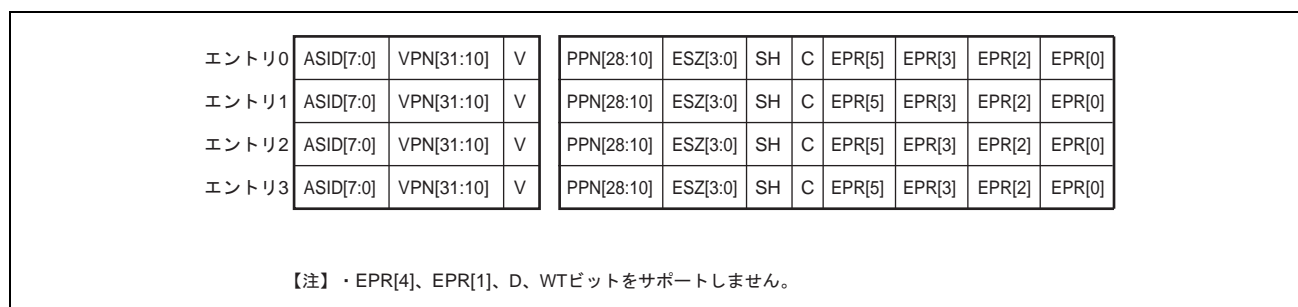 エントリ0 ASID[7:0] VPN[31:10] V PPN[28:10] ESZ[3:0] SH C EPR[5] EPR[3] EPR[2] EPR[0]
エントリ1 ASID[7:0] VPN[31:10] V PPN[28:10] ESZ[3:0] SH C EPR[5] EPR[3] EPR[2] EPR[0]
エントリ2 ASID[7:0] VPN[31:10] V PPN[28:10] ESZ[3:0] SH C EPR[5] EPR[3] EPR[2] EPR[0]
エントリ3 ASID[7:0] VPN[31:10] V PPN[28:10] ESZ[3:0] SH C EPR[5] EPR[3] EPR[2] EPR[0]
【注】・EPR[4]、EPR[1]、D、WTビットをサポートしません。